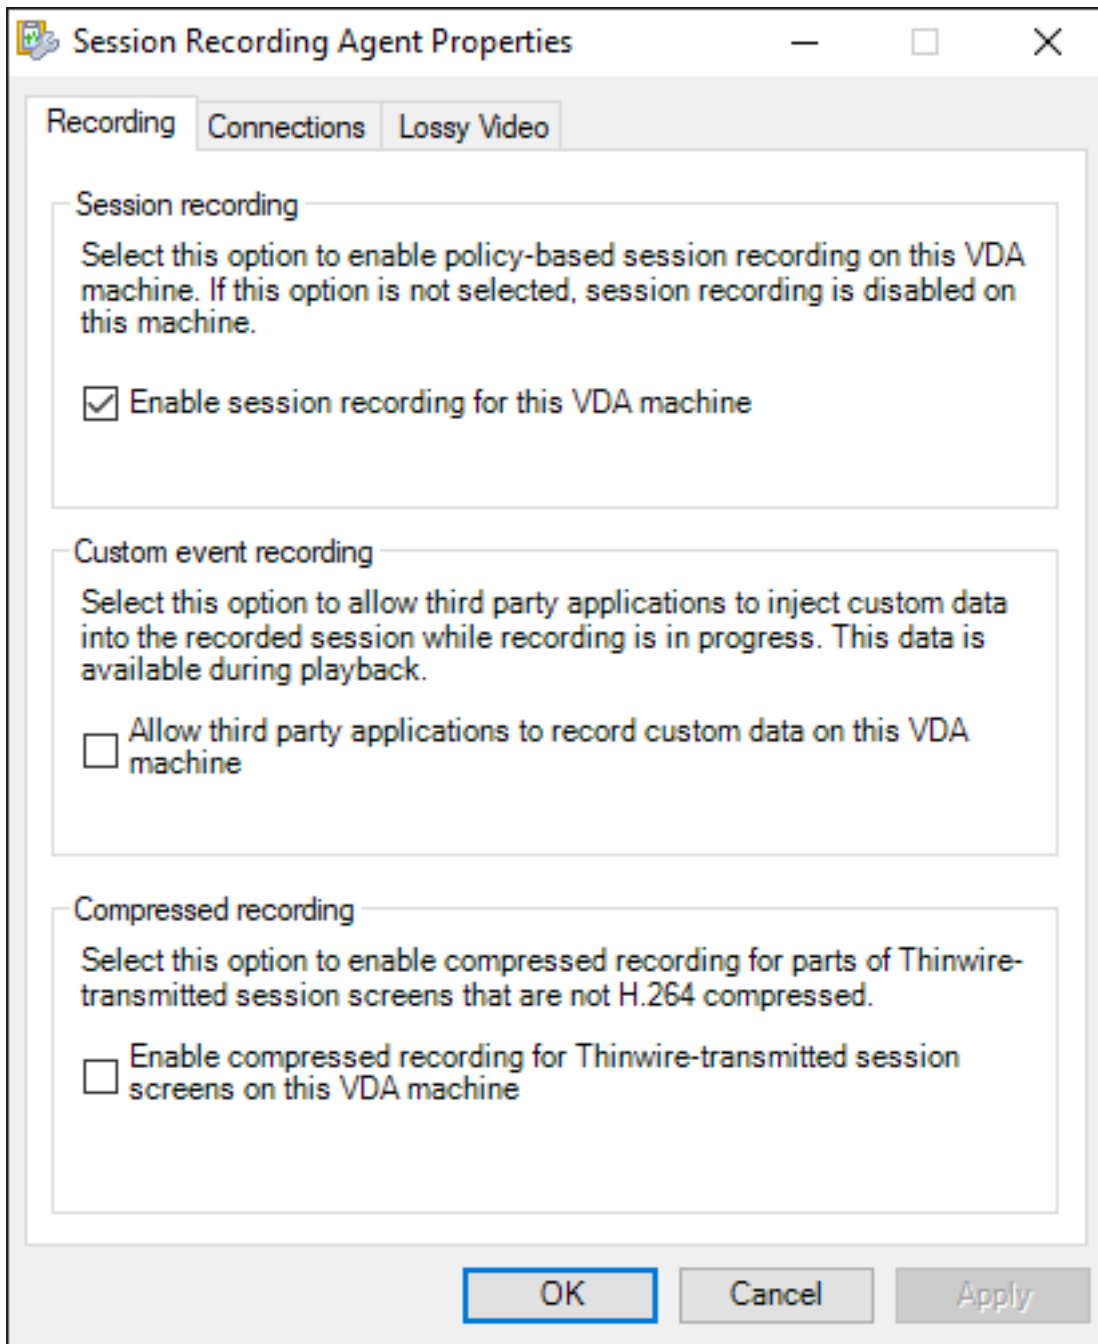 Session Recording Agent Properties
Recording
Connections
Lossy Video
Session recording
Select this option to enable policy-based session recording on this VDA
machine. If this option is not selected, session recording is disabled on
this machine.
Enable session recording for this VDA machine
Custom event recording
Select this option to allow third party applications to inject custom data
into the recorded session while recording is in progress. This data is
available during playback.
Allow third party applications to record custom data on this VDA
machine
Compressed recording
Select this option to enable compressed recording for parts of Thinwire-
transmitted session screens that are not H.264 compressed.
Enable compressed recording for Thinwire-transmitted session
screens on this VDA machine
OK
Cancel
Apply